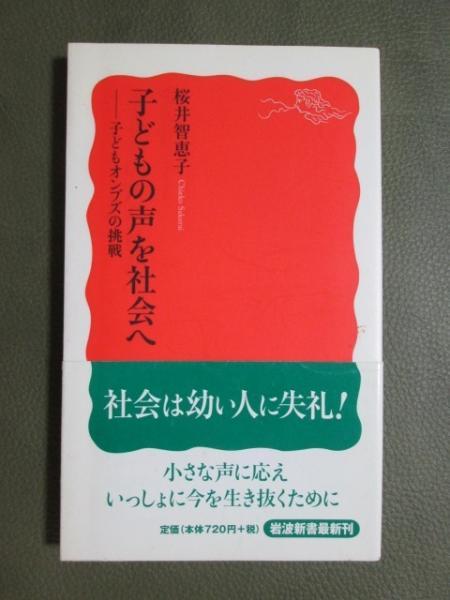 桜井智恵子 Chieko Sakurai
子どもの声を社会へ
――子どもオンブズの挑戦
社会は幼い人に失礼!
小さな声に応え
いっしょに今を生き抜くために
定価(本体720円+税)
岩波新書最新刊